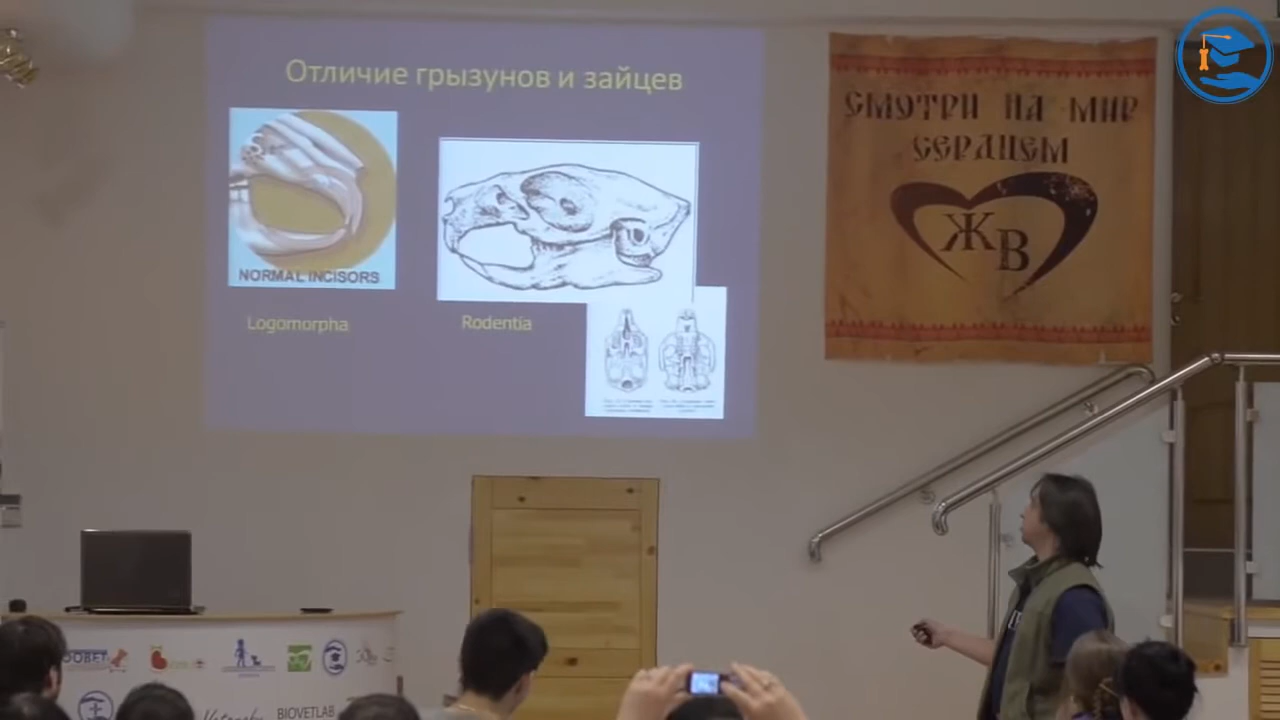 Отличие грызунов и зайцев
NORMAL INCISORS
Logomorpha
Rodentia
СМОТРИ НА МИР
СЕРДЦЕМ
ЖВ
BIOVETLAB